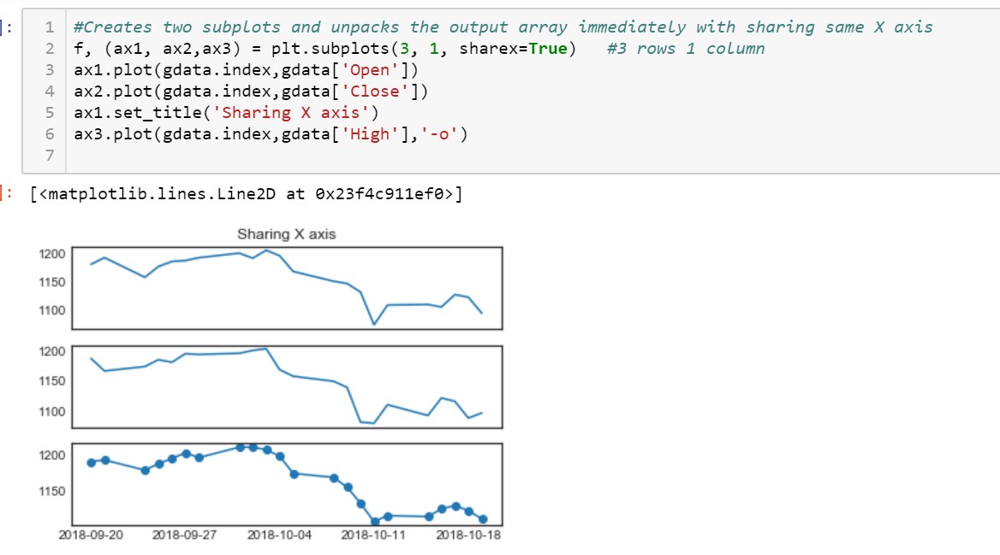 ]:
1 #Creates two subplots and unpacks the output array immediately with sharing same X axis
2 f, (ax1, ax2,ax3) = plt.subplots(3, 1, sharex=True)   #3 rows 1 column
3 ax1.plot(gdata.index,gdata['Open'])
4 ax2.plot(gdata.index,gdata['Close'])
5 ax1.set_title('Sharing X axis')
6 ax3.plot(gdata.index,gdata['High'],'-o')
7
]: [<matplotlib.lines.Line2D at 0x23f4c911ef0>]
Sharing X axis
1200
1150
1100
1200
1150
1100
1200
1150
2018-09-20 2018-09-27 2018-10-04 2018-10-11 2018-10-18